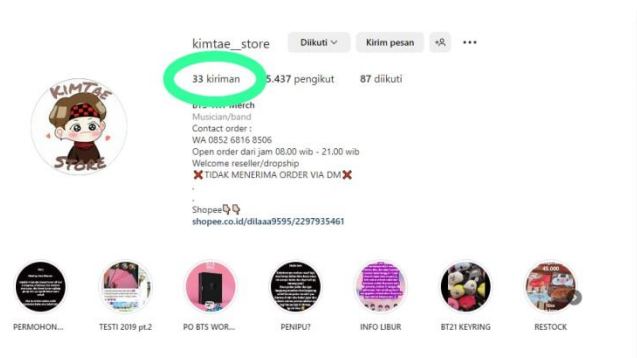 kimtae__store Diikuti Kirim pesan
33 kiriman 5.437 pengikut 87 diikuti
Merch
Musician/band
Contact order :
WA 0852 6816 8506
Open order dari jam 08.00 wib - 21.00 wib
Welcome reseller/dropship
❌TIDAK MENERIMA ORDER VIA DM❌
.
.
Shopee👇🏻👇🏻
shopee.co.id/dilaaa9595/2297935461
KIMTAE
STORE
45.000
PERMOHON... TESTI 2019 pt.2 PO BTS WOR... PENIPU? INFO LIBUR BT21 KEYRING RESTOCK